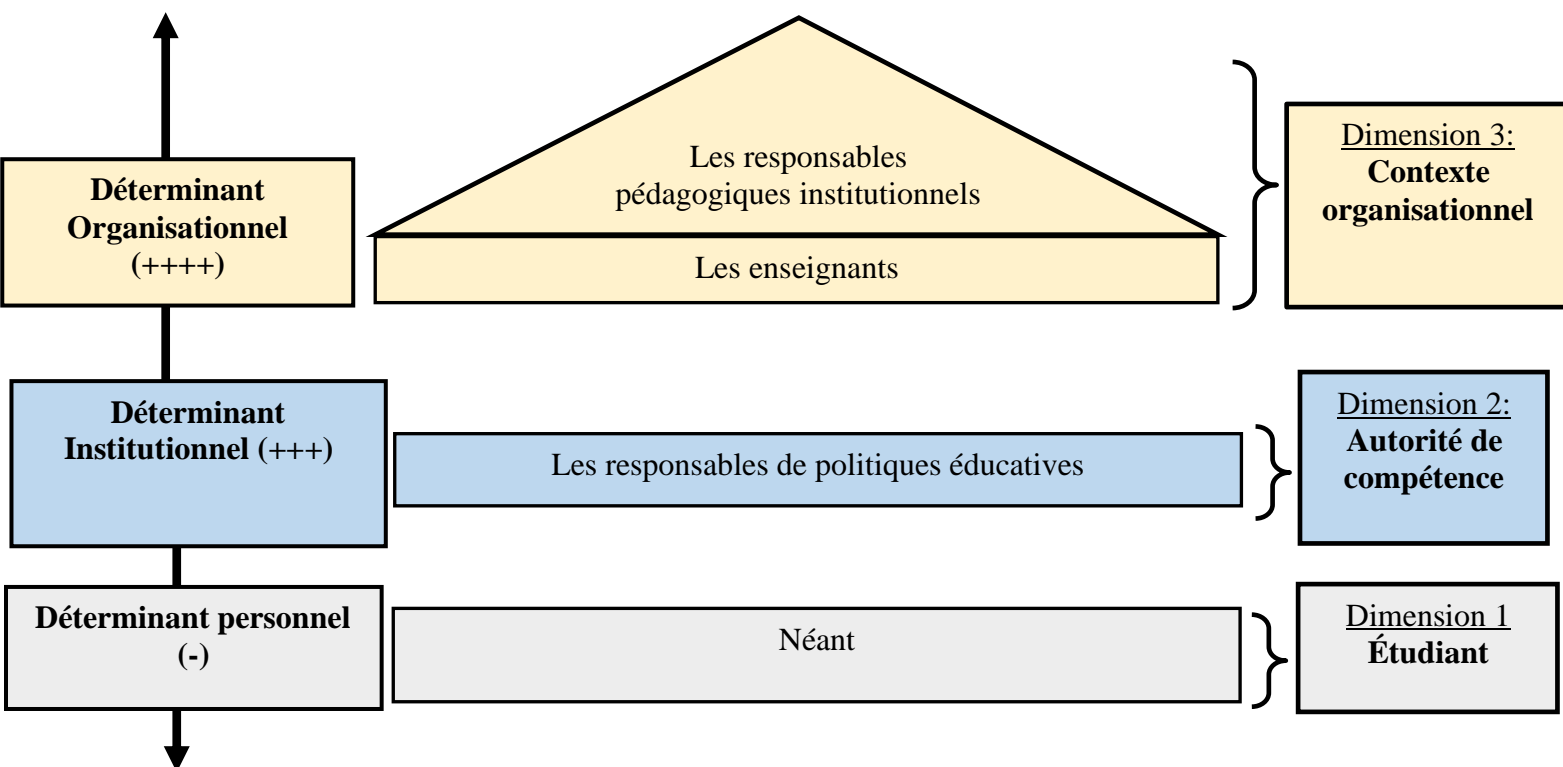 Déterminant
Organisationnel
(++++)
Les responsables
pédagogiques institutionnels
Les enseignants
Dimension 3:
Contexte
organisationnel
Déterminant
Institutionnel (+++)
Les responsables de politiques éducatives
Dimension 2:
Autorité de
compétence
Déterminant personnel
(-)
Néant
Dimension 1
Étudiant